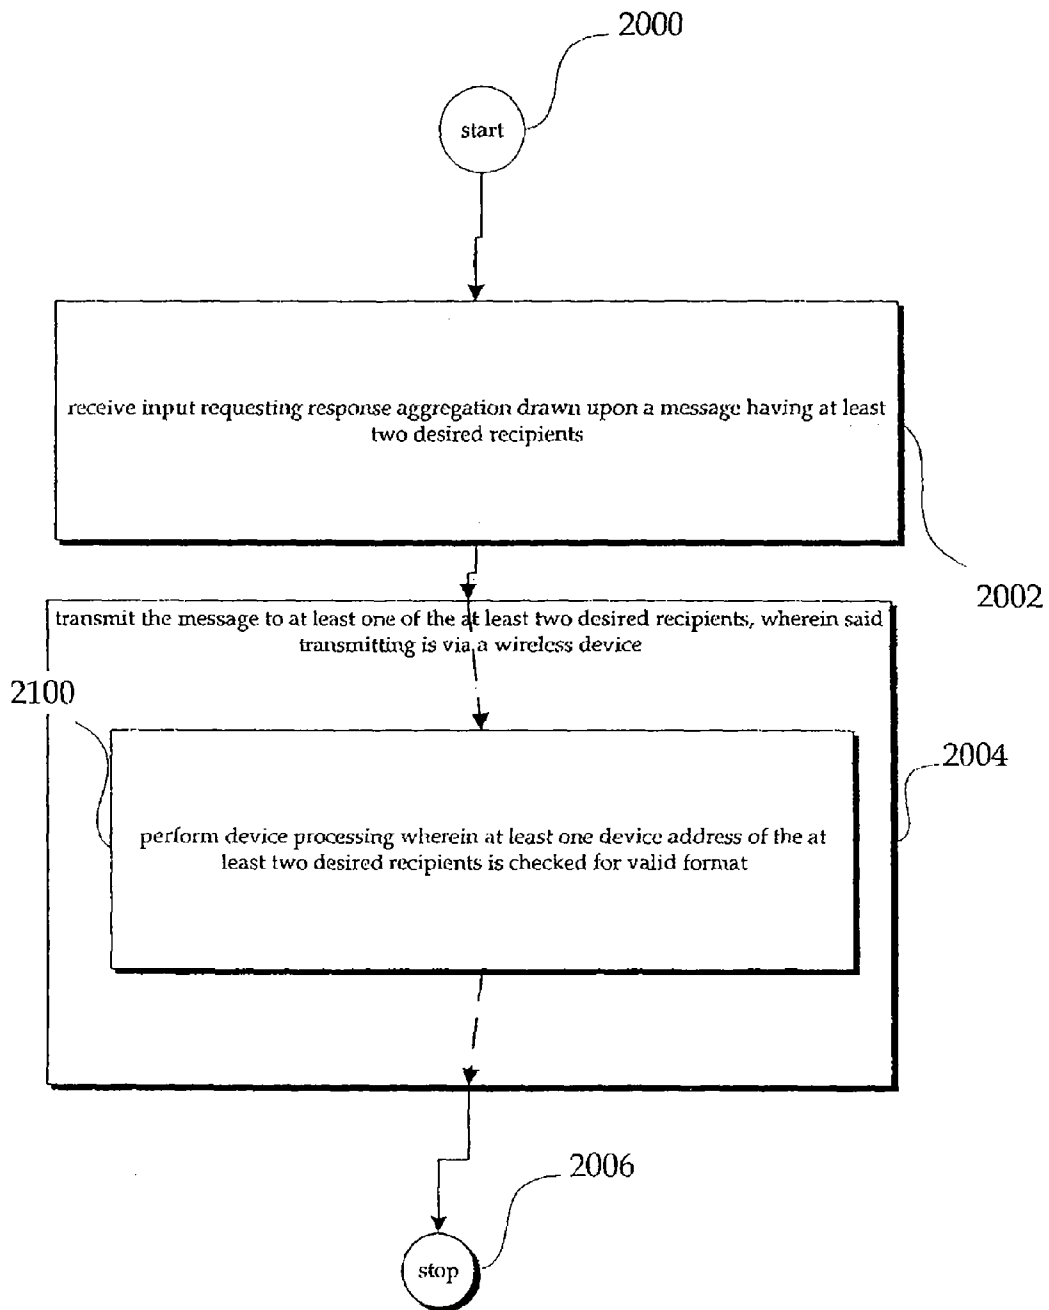 2000
start
receive input requesting response aggregation drawn upon a message having at least
two desired recipients
2002
transmit the message to at least one of the at least two desired recipients, wherein said
transmitting is via a wireless device
2100
2004
perform device processing wherein at least one device address of the at
least two desired recipients is checked for valid format
2006
stop